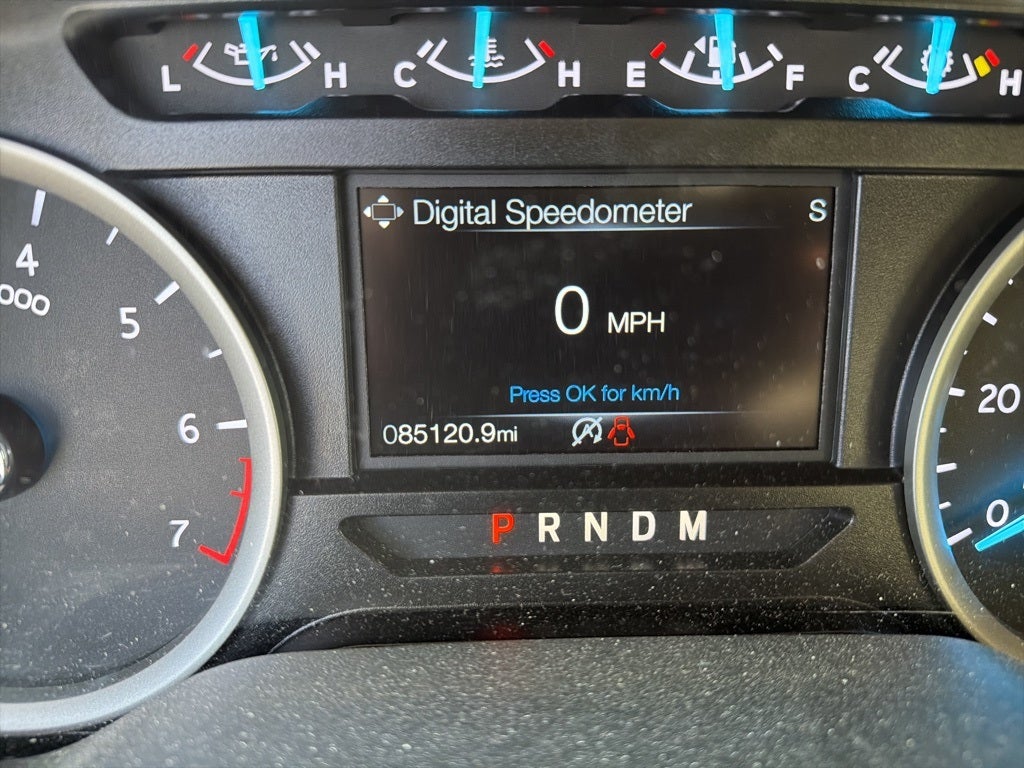 L H C H E F C H
Digital Speedometer S
4
000
5
0 MPH
6
20
Press OK for km/h
085120.9mi
7
0
P R N D M